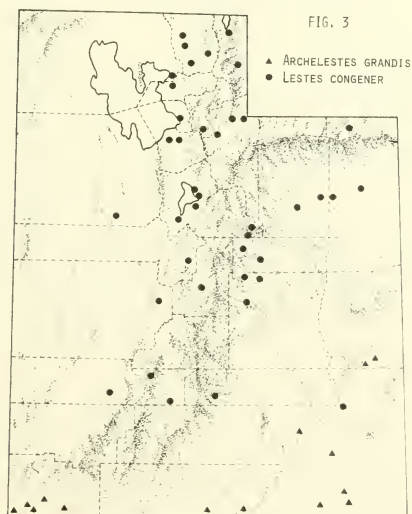 FIG. 3
▲ ARCHELESTES GRANDIS
● LESTES CONGENER